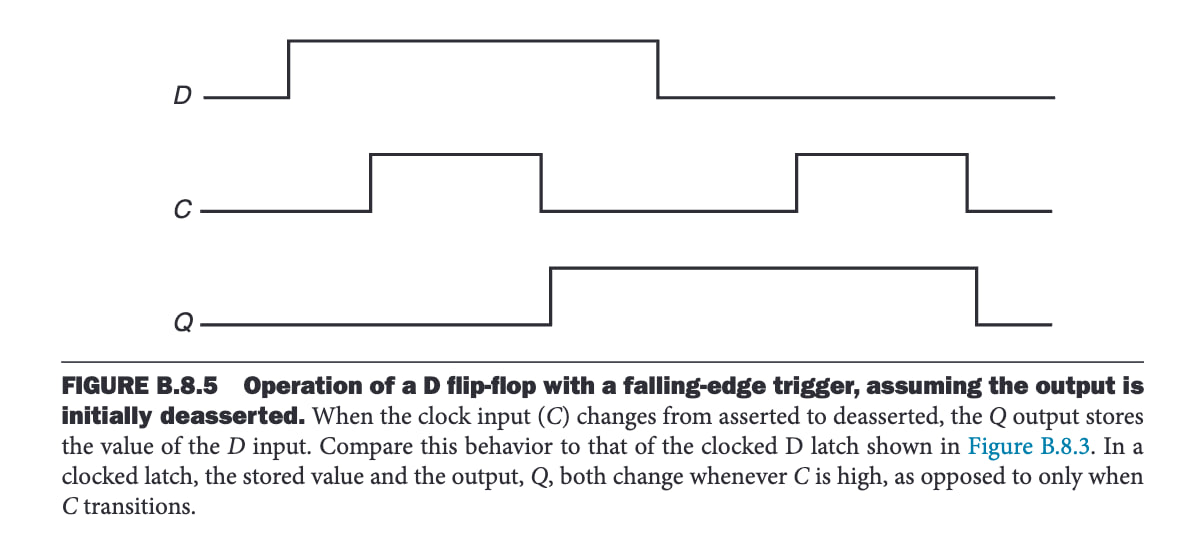 D
C
Q
FIGURE B.8.5 Operation of a D flip-flop with a falling-edge trigger, assuming the output is
initially deasserted. When the clock input (C) changes from asserted to deasserted, the Q output stores
the value of the D input. Compare this behavior to that of the clocked D latch shown in Figure B.8.3. In a
clocked latch, the stored value and the output, Q, both change whenever C is high, as opposed to only when
C transitions.